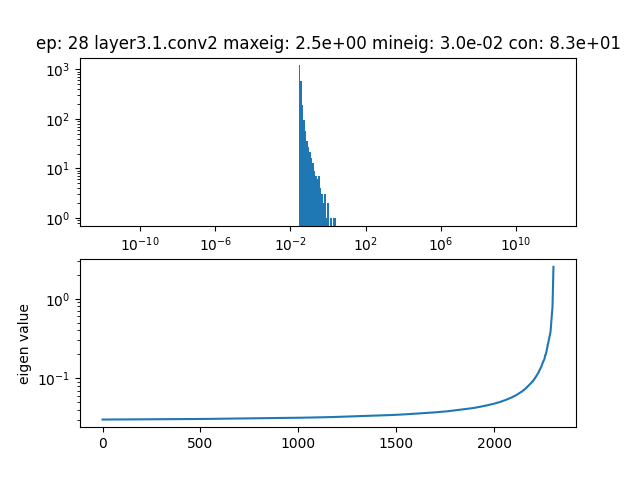 ep: 28 layer3.1.conv2 maxeig: 2.5e+00 mineig: 3.0e-02 con: 8.3e+01
10³
10²
10¹
10⁰
10⁻¹⁰ 10⁻⁶ 10⁻² 10² 10⁶ 10¹⁰
eigen value
10⁰
10⁻¹
0 500 1000 1500 2000